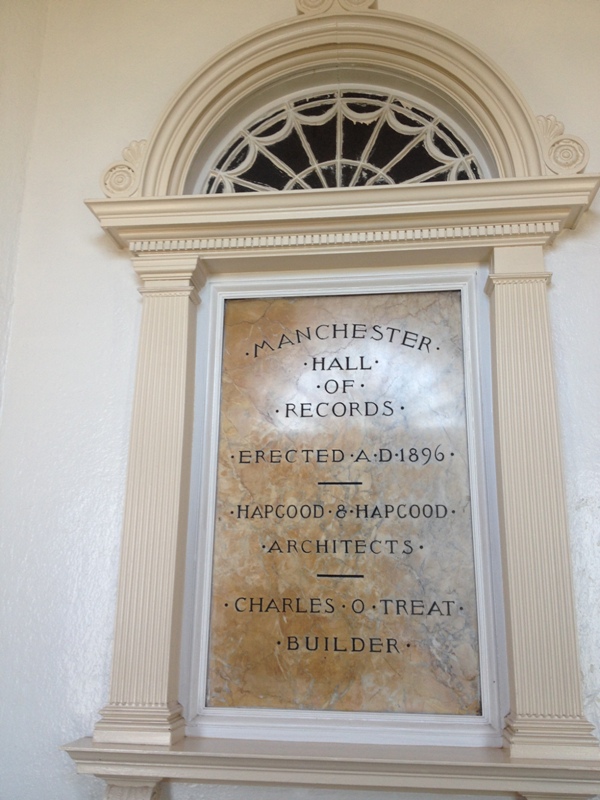 ·MANCHESTER·
·HALL·
·OF·
·RECORDS·
·ERECTED·A·D·1896·
·HAPGOOD·&·HAPGOOD·
·ARCHITECTS·
·CHARLES·O·TREAT·
·BUILDER·